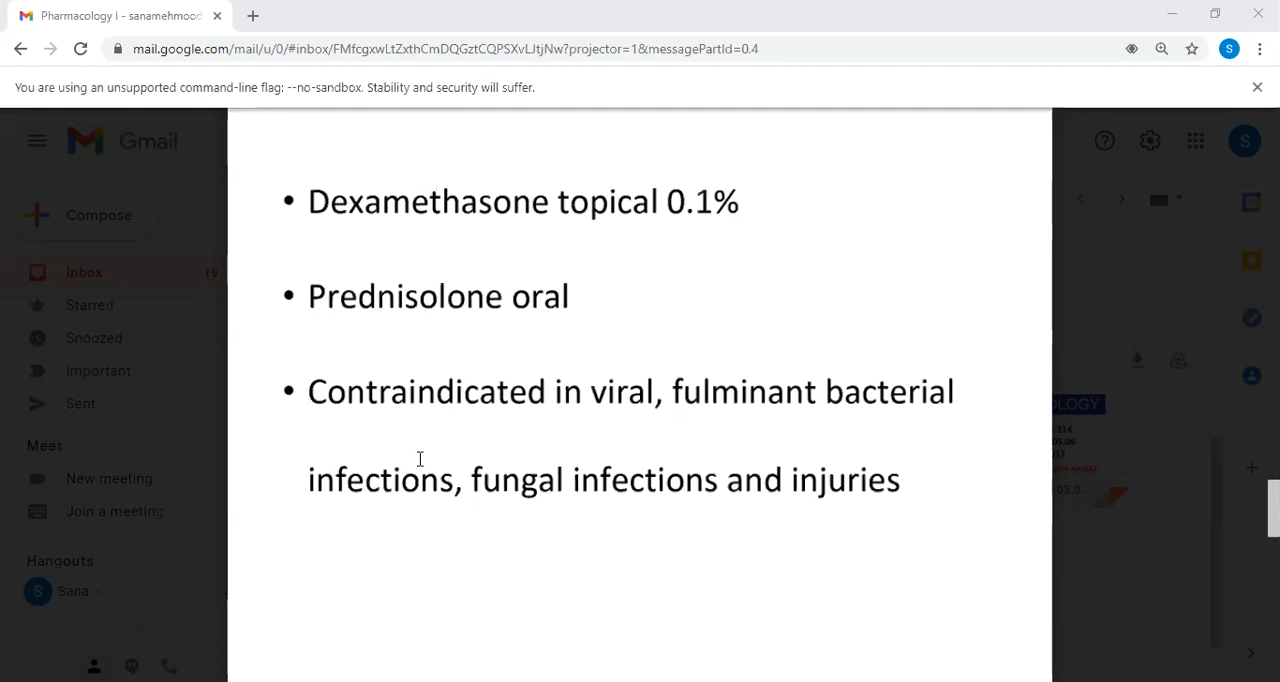 Pharmacology I - sanamehmood
mail.google.com/mail/u/0/#inbox/FMfcgxwLtZxthCmDQGztCQPSXvLJtjNw?projector=1&messagePartId=0.4
S
You are using an unsupported command-line flag: --no-sandbox. Stability and security will suffer.
Gmail
S
Compose
Inbox 19
Starred
Snoozed
Important
Sent
Meet
New meeting
Join a meeting
Hangouts
S Sana
• Dexamethasone topical 0.1%
• Prednisolone oral
• Contraindicated in viral, fulminant bacterial
infections, fungal infections and injuries
OLOGY
314